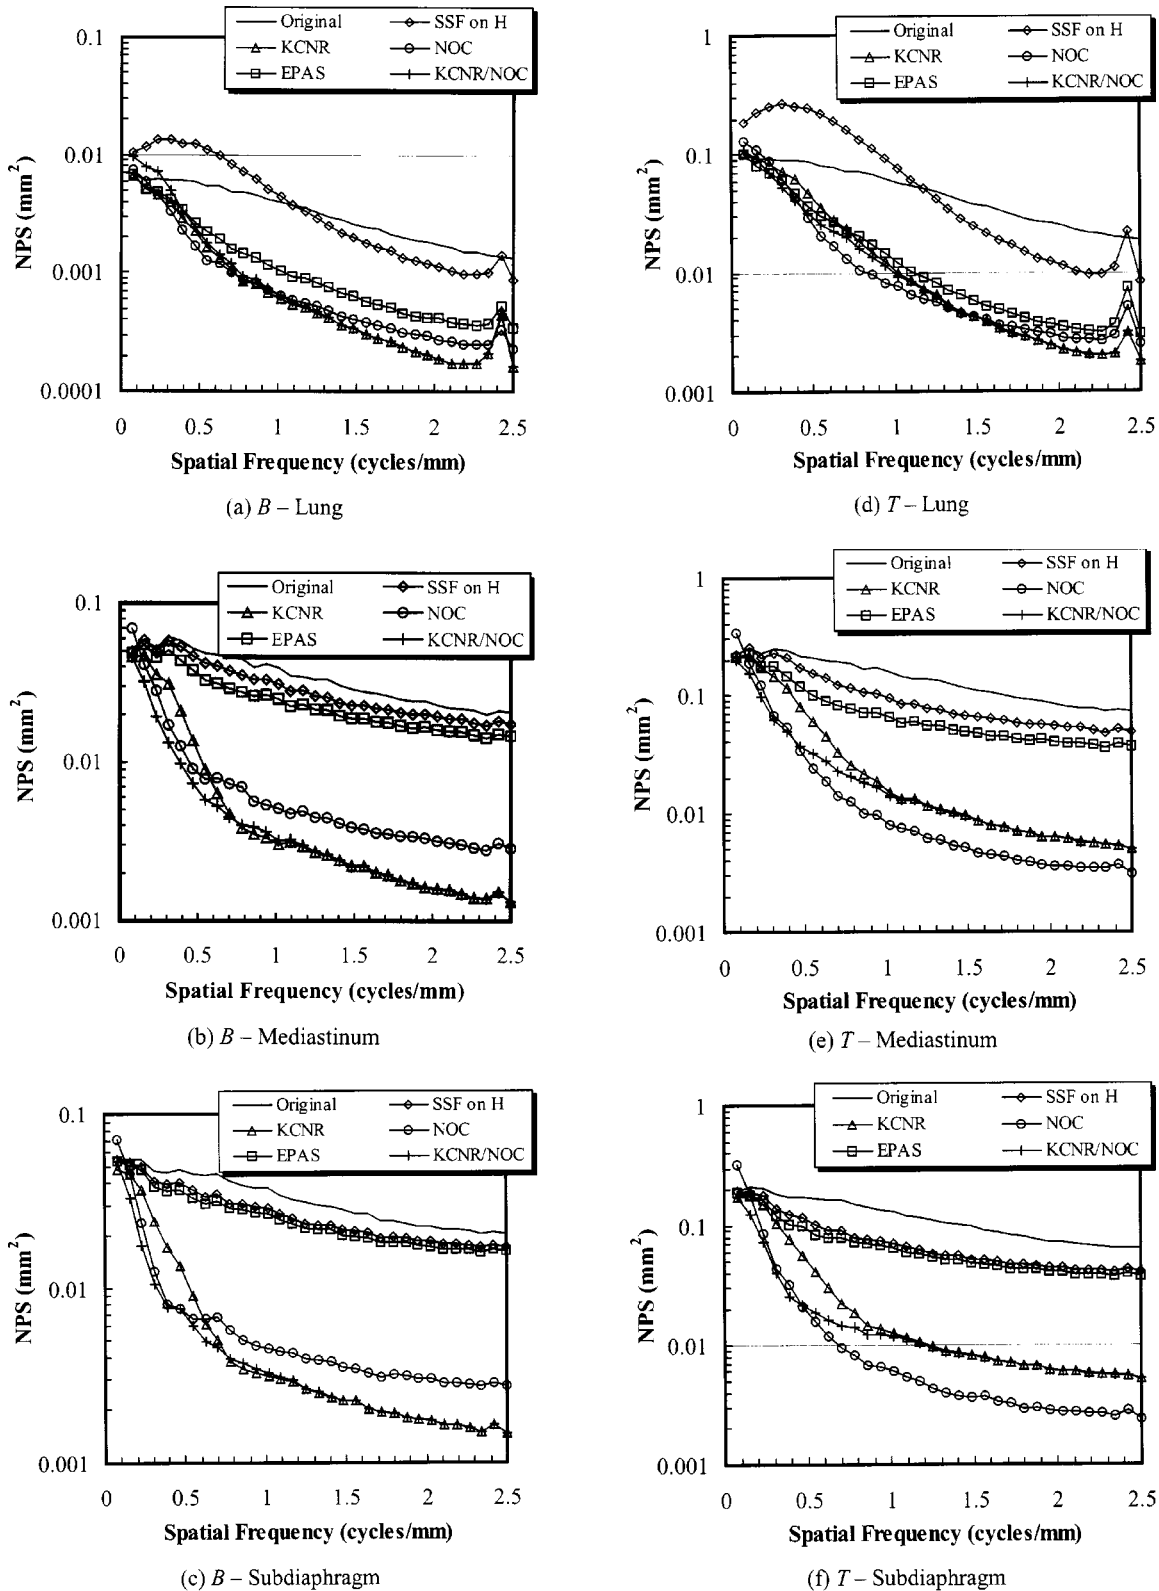 Original SSF on H
KCNR NOC
EPAS KCNR/NOC
0.1
0.01
0.001
0.0001
NPS (mm²)
0 0.5 1 1.5 2 2.5
Spatial Frequency (cycles/mm)
(a) B – Lung
Original SSF on H
KCNR NOC
EPAS KCNR/NOC
1
0.1
0.01
0.001
NPS (mm²)
0 0.5 1 1.5 2 2.5
Spatial Frequency (cycles/mm)
(d) T – Lung
Original SSF on H
KCNR NOC
EPAS KCNR/NOC
0.1
0.01
0.001
NPS (mm²)
0 0.5 1 1.5 2 2.5
Spatial Frequency (cycles/mm)
(b) B – Mediastinum
Original SSF on H
KCNR NOC
EPAS KCNR/NOC
1
0.1
0.01
0.001
NPS (mm²)
0 0.5 1 1.5 2 2.5
Spatial Frequency (cycles/mm)
(e) T – Mediastinum
Original SSF on H
KCNR NOC
EPAS KCNR/NOC
0.1
0.01
0.001
NPS (mm²)
0 0.5 1 1.5 2 2.5
Spatial Frequency (cycles/mm)
(c) B – Subdiaphragm
Original SSF on H
KCNR NOC
EPAS KCNR/NOC
1
0.1
0.01
0.001
NPS (mm²)
0 0.5 1 1.5 2 2.5
Spatial Frequency (cycles/mm)
(f) T – Subdiaphragm